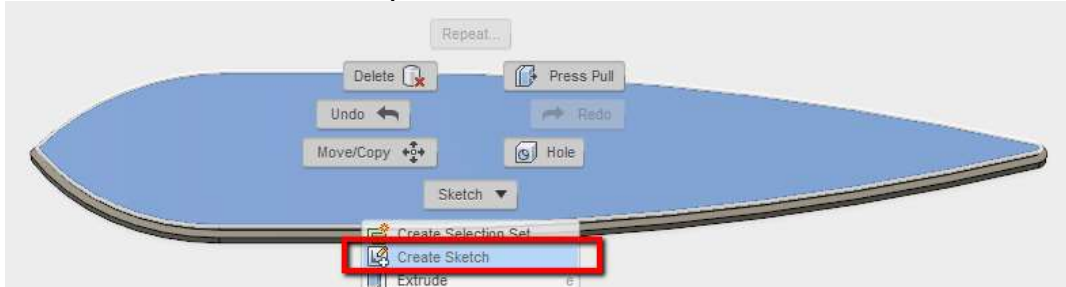 Repeat...
Delete
Press Pull
Undo
Redo
Move/Copy
Hole
Sketch
Create Selection Set
Create Sketch
Extrude e